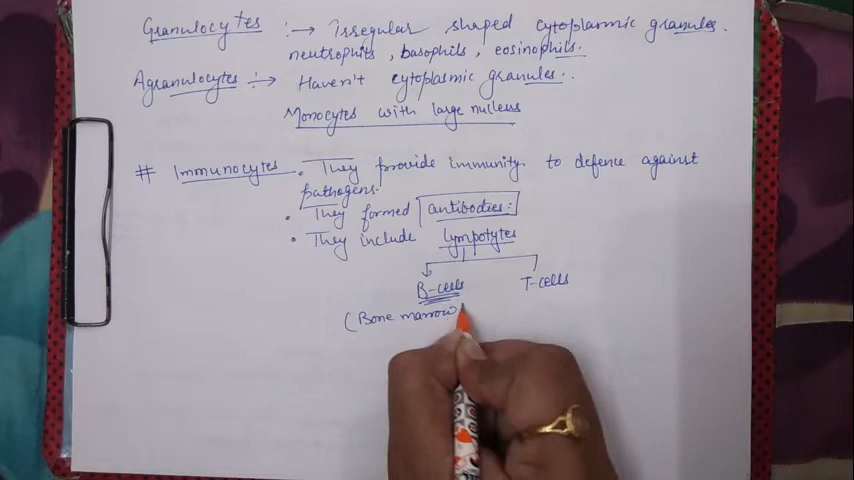 Granulocytes :→ Irregular shaped cytoplasmic granules.
neutrophils, basophils, eosinophils.
Agranulocytes :→ Haven't cytoplasmic granules.
Monocytes with large nucleus
# Immunocytes . They provide immunity to defence against
pathogens.
• They formed antibodies:
• They include lympotytes
B-cells T-cells
(Bone marrow